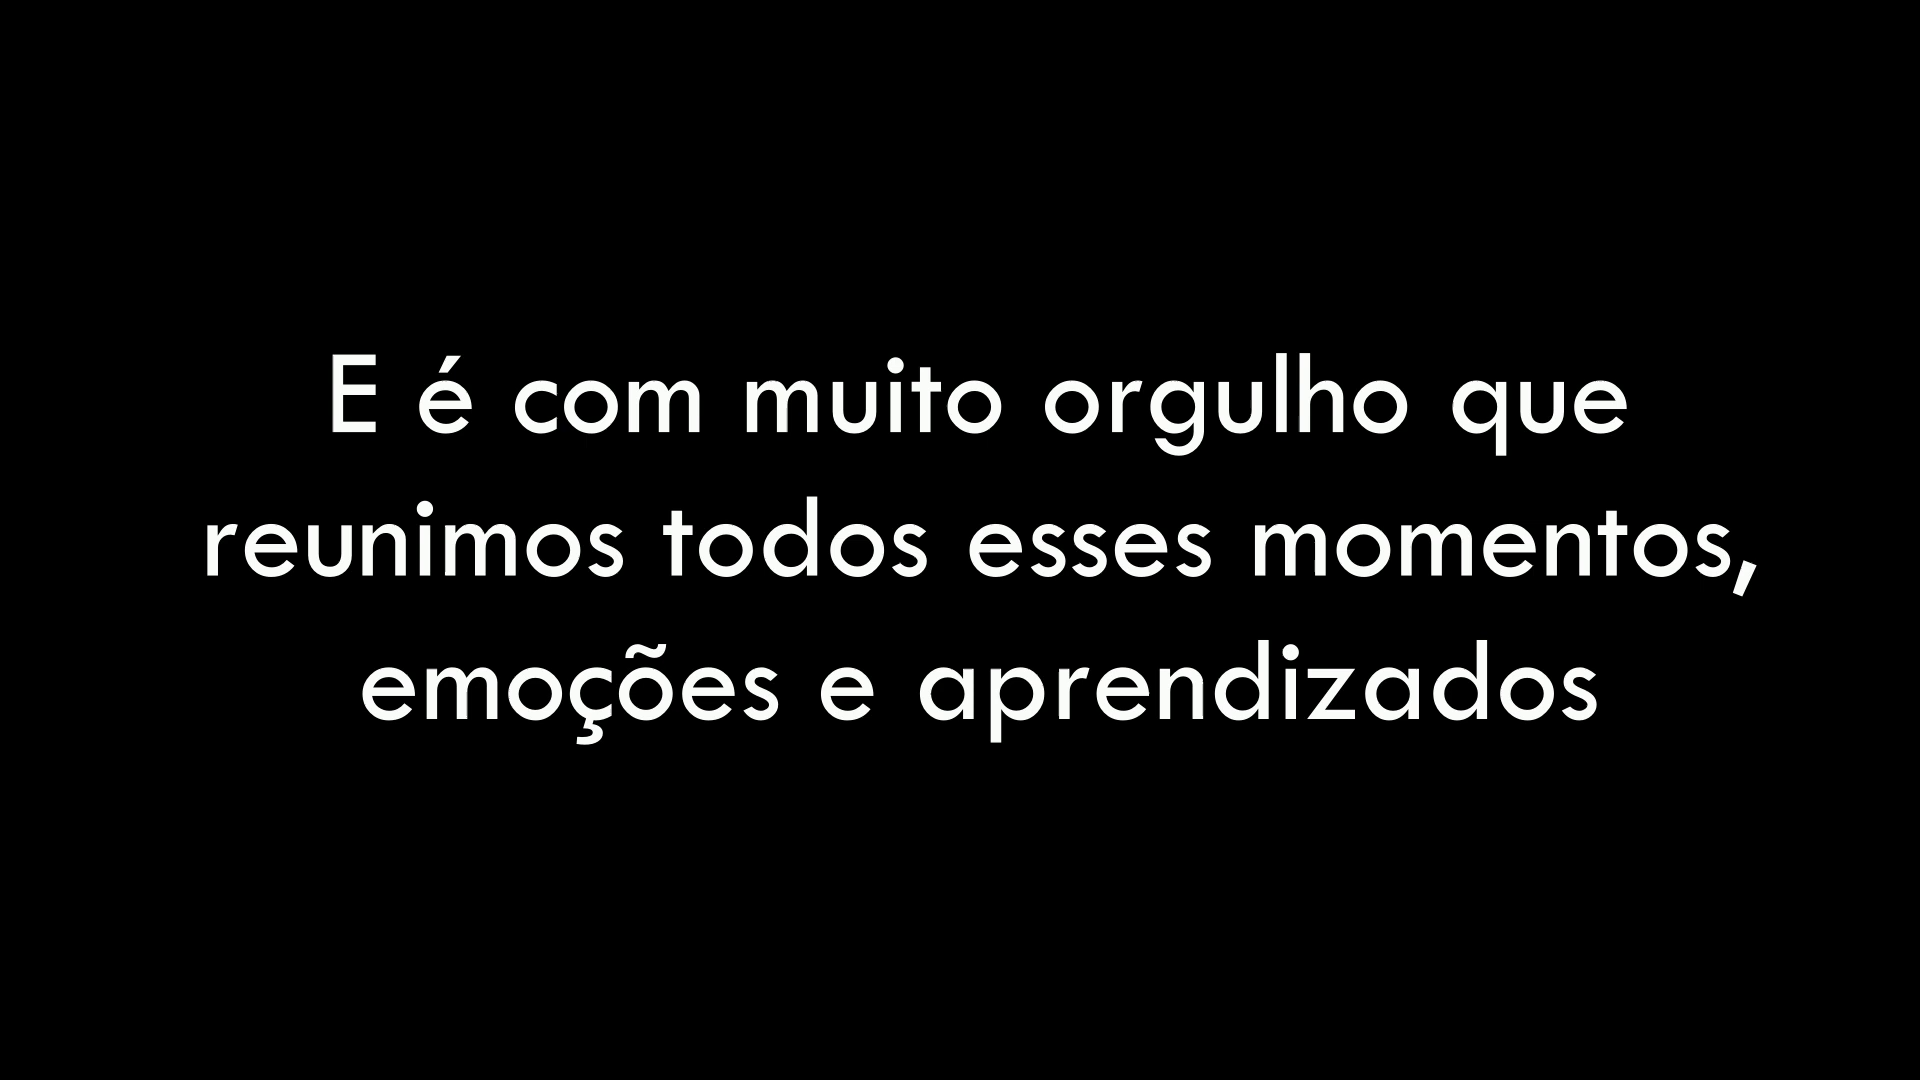 E é com muito orgulho que
reunimos todos esses momentos,
emoções e aprendizados